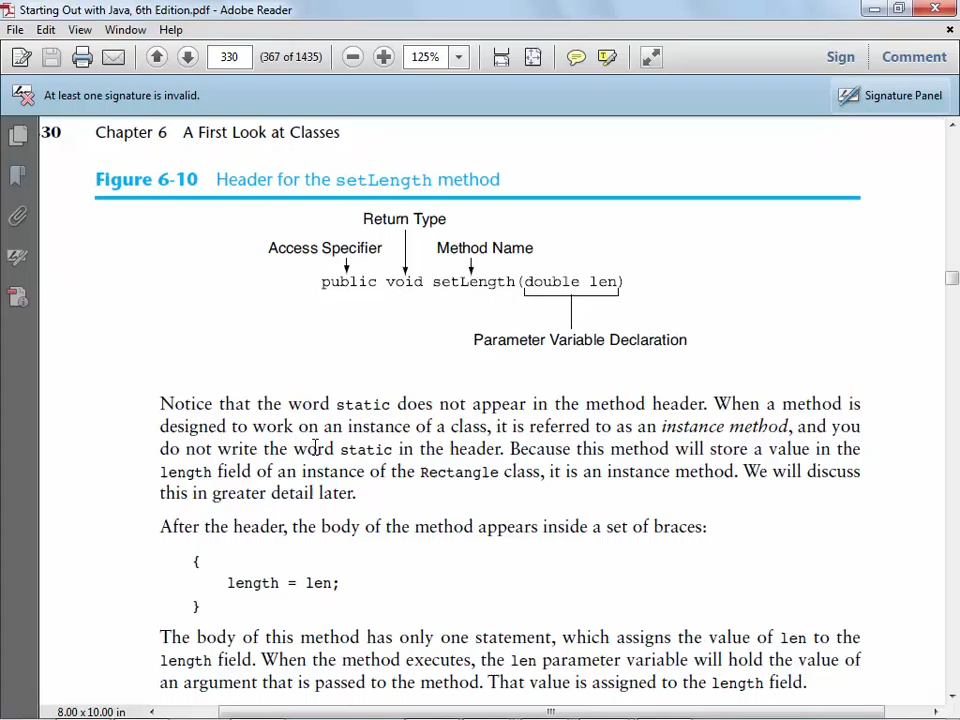 Starting Out with Java, 6th Edition.pdf - Adobe Reader
File Edit View Window Help
330 (367 of 1435) 125% Sign Comment
At least one signature is invalid. Signature Panel
30 Chapter 6 A First Look at Classes
Figure 6-10 Header for the setLength method
Return Type
Access Specifier Method Name
public void setLength(double len)
Parameter Variable Declaration
Notice that the word static does not appear in the method header. When a method is
designed to work on an instance of a class, it is referred to as an instance method, and you
do not write the word static in the header. Because this method will store a value in the
length field of an instance of the Rectangle class, it is an instance method. We will discuss
this in greater detail later.
After the header, the body of the method appears inside a set of braces:
{
length = len;
}
The body of this method has only one statement, which assigns the value of len to the
length field. When the method executes, the len parameter variable will hold the value of
an argument that is passed to the method. That value is assigned to the length field.
8.00 x 10.00 in